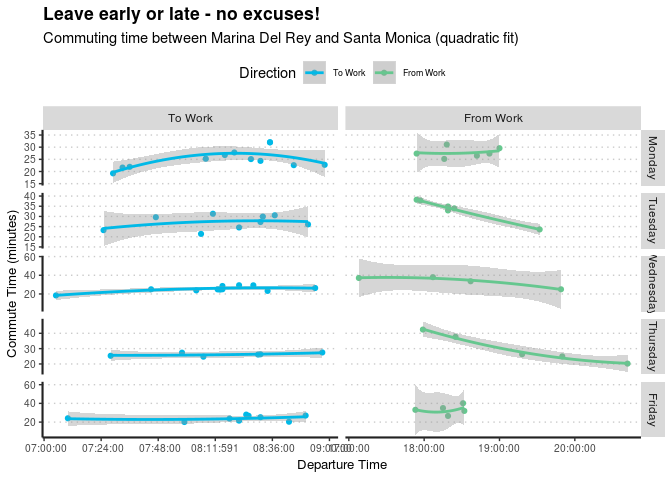 Leave early or late - no excuses!
Commuting time between Marina Del Rey and Santa Monica (quadratic fit)
Direction To Work From Work
To Work From Work
Commute Time (minutes)
35
30
25
20
15
Monday
40
35
30
25
20
15
Tuesday
60
40
20
Wednesday
40
30
20
Thursday
60
40
20
Friday
07:00:00 07:24:00 07:48:00 08:11:591 08:36:00 09:00:00 18:00:00 19:00:00 20:00:00
Departure Time